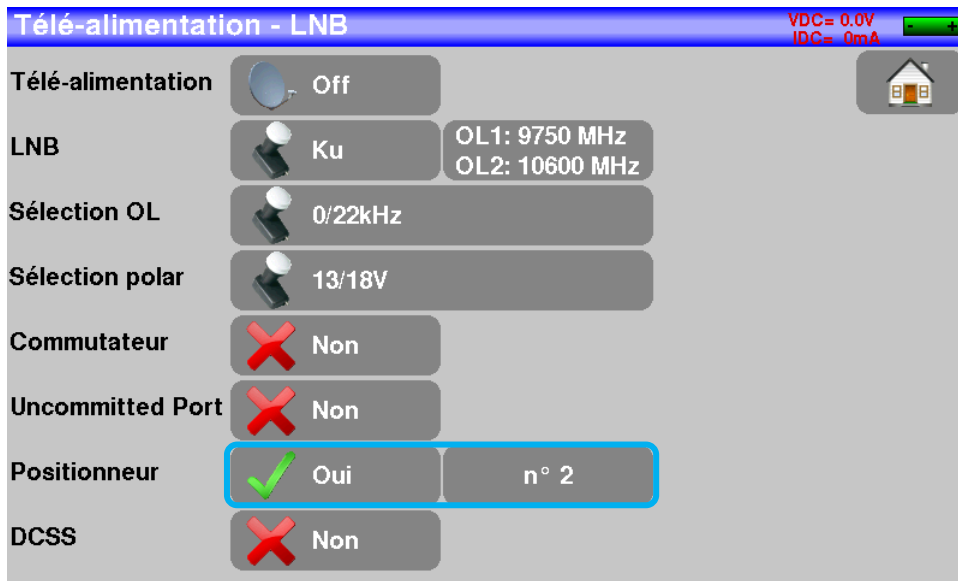 Télé-alimentation - LNB
VDC= 0.0V
IDC= 0mA
- +
Télé-alimentation Off
LNB Ku OL1: 9750 MHz
OL2: 10600 MHz
Sélection OL 0/22kHz
Sélection polar 13/18V
Commutateur Non
Uncommitted Port Non
Positionneur Oui n° 2
DCSS Non